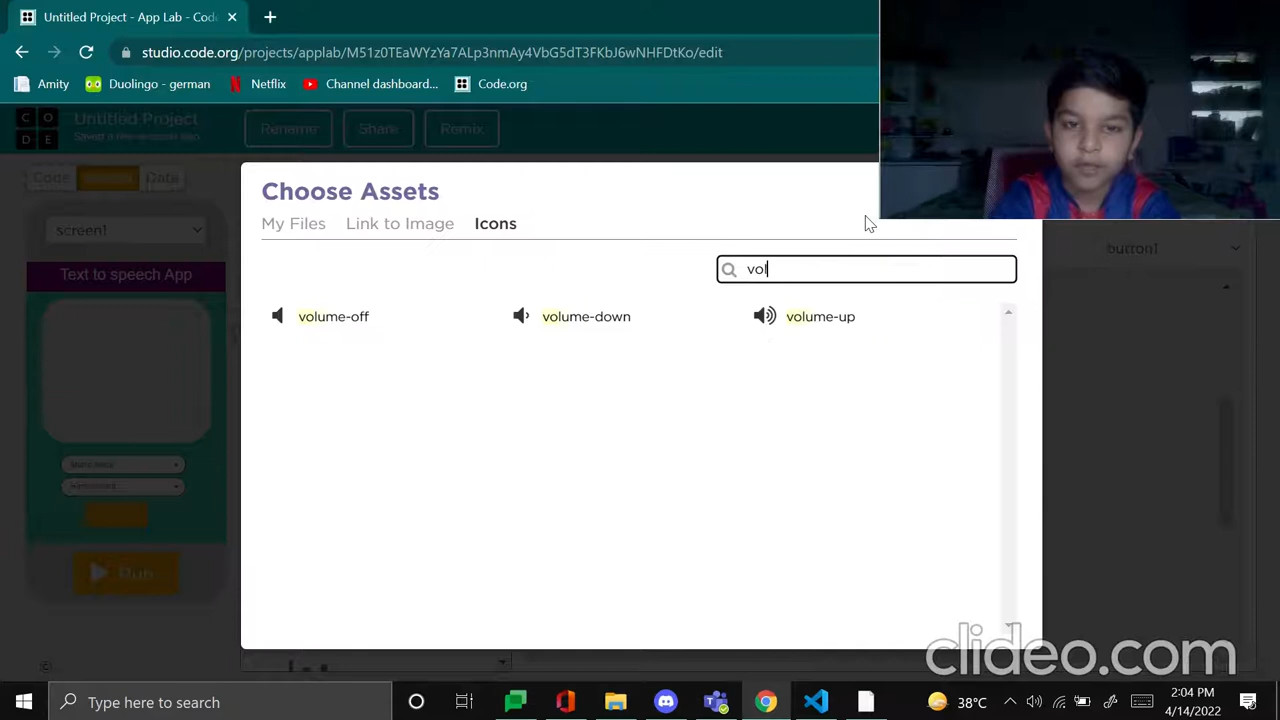 Untitled Project - App Lab - Code
studio.code.org/projects/applab/M51z0TEaWYzYa7ALp3nmAy4VbG5dT3FKbJ6wNHFDtKo/edit
Amity Duolingo - german Netflix Channel dashboard... Code.org
C O
D E
Untitled Project
Rename Share Remix
Code Data
screen1
Text to speech App
Run
Choose Assets
My Files Link to Image Icons
vol
volume-off volume-down volume-up
button1
clideo.com
Type here to search
38°C
2:04 PM
4/14/2022